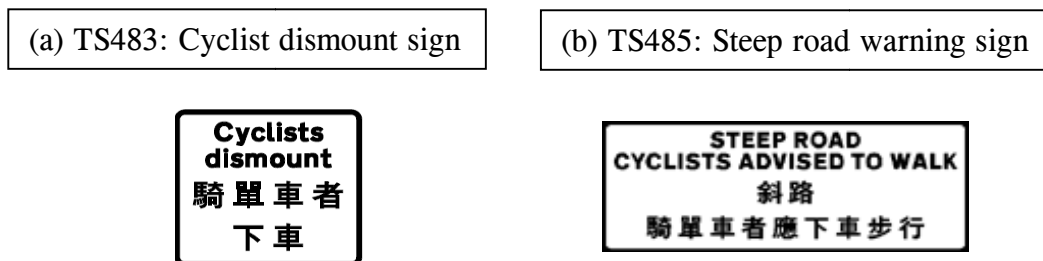 (a) TS483: Cyclist dismount sign
(b) TS485: Steep road warning sign
Cyclists
dismount
騎單車者
下車
STEEP ROAD
CYCLISTS ADVISED TO WALK
斜路
騎單車者應下車步行